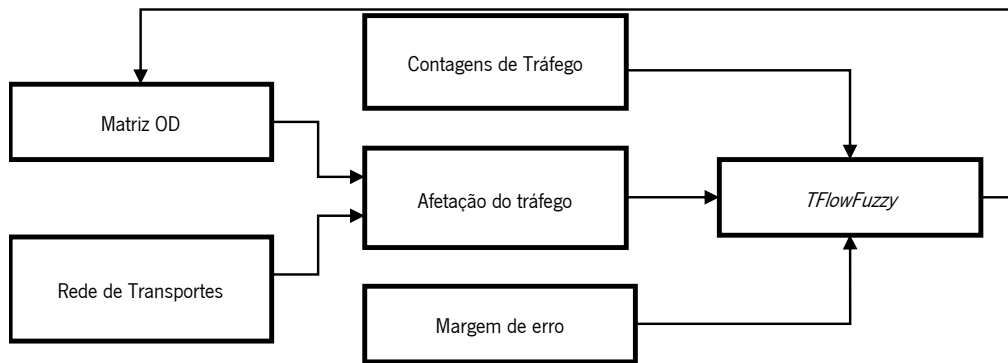 Contagens de Tráfego
Matriz OD
Afetação do tráfego
TFlowFuzzy
Rede de Transportes
Margem de erro